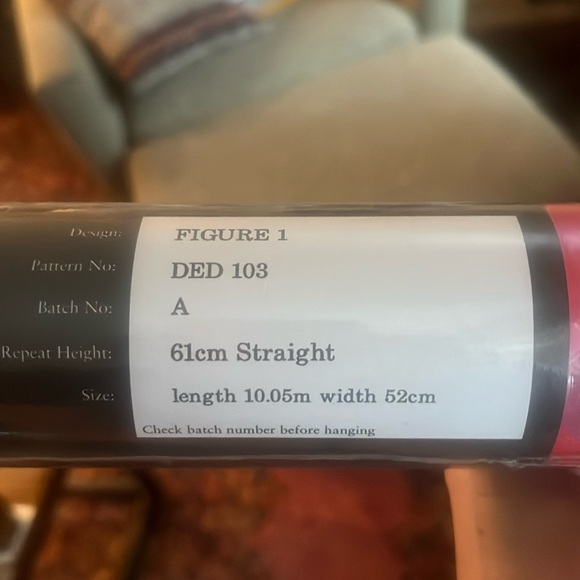 Design: FIGURE 1
Pattern No: DED 103
Batch No: A
Repeat Height: 61cm Straight
Size: length 10.05m width 52cm
Check batch number before hanging